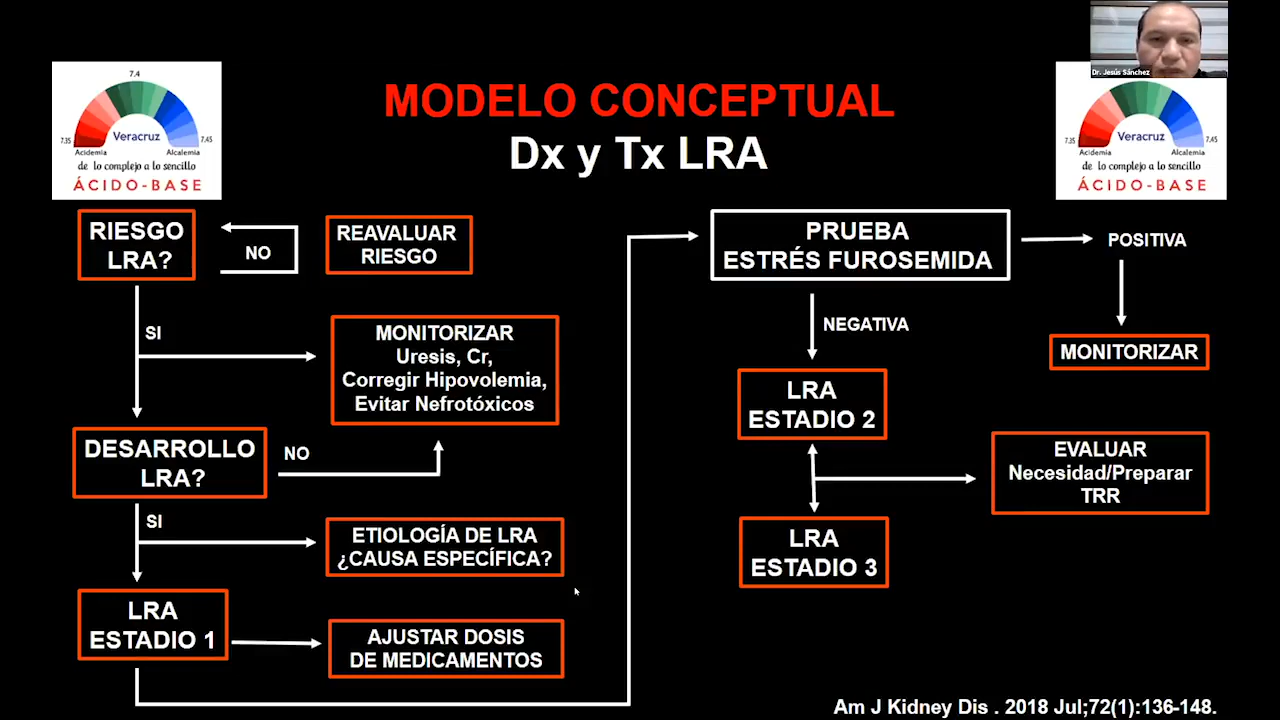 Dr. Jesús Sánchez
7.4
7.35
Veracruz
7.45
Acidemia
Alcalemia
de lo complejo a lo sencillo
ÁCIDO-BASE
MODELO CONCEPTUAL
Dx y Tx LRA
7.35
Veracruz
7.45
Acidemia
Alcalemia
de lo complejo a lo sencillo
ÁCIDO-BASE
RIESGO
LRA?
NO
REAVALUAR
RIESGO
SI
MONITORIZAR
Uresis, Cr,
Corregir Hipovolemia,
Evitar Nefrotóxicos
DESARROLLO
LRA?
NO
SI
ETIOLOGÍA DE LRA
¿CAUSA ESPECÍFICA?
LRA
ESTADIO 1
AJUSTAR DOSIS
DE MEDICAMENTOS
PRUEBA
ESTRÉS FUROSEMIDA
POSITIVA
NEGATIVA
MONITORIZAR
LRA
ESTADIO 2
EVALUAR
Necesidad/Preparar
TRR
LRA
ESTADIO 3
Am J Kidney Dis . 2018 Jul;72(1):136-148.